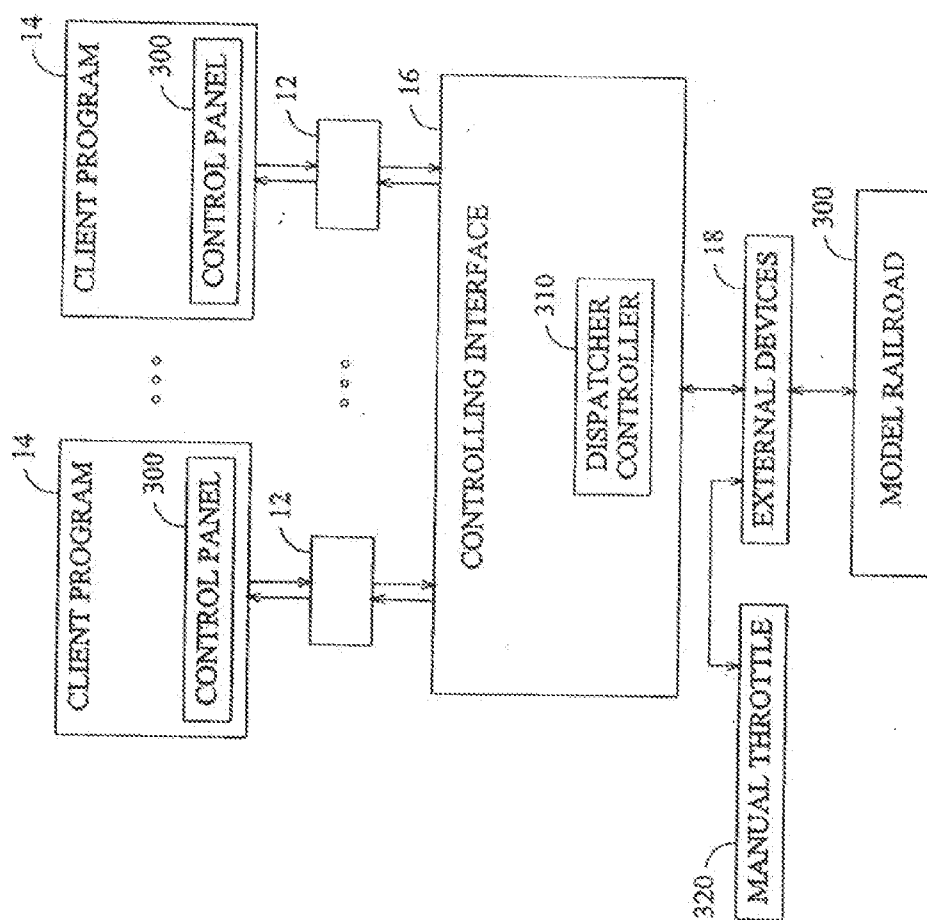 14
CLIENT PROGRAM
300
CONTROL PANEL
14
CLIENT PROGRAM
300
CONTROL PANEL
12
12
16
CONTROLLING INTERFACE
310
DISPATCHER
CONTROLLER
18
EXTERNAL DEVICES
320
MANUAL THROTTLE
300
MODEL RAILROAD